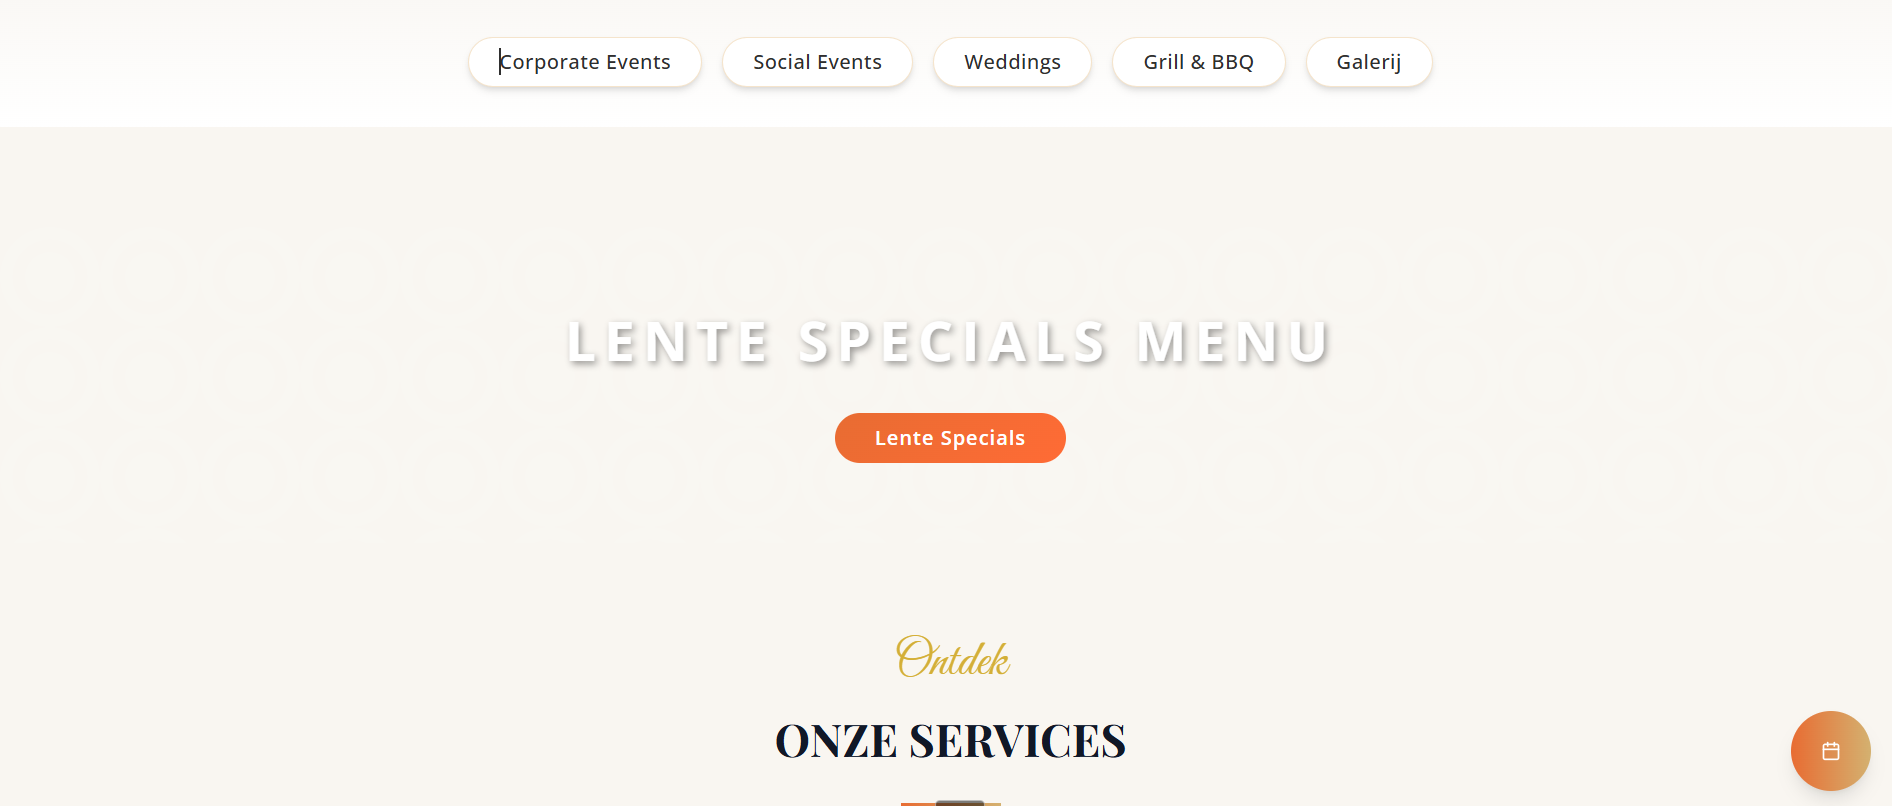 Corporate Events
Social Events
Weddings
Grill & BBQ
Galerij
LENTE SPECIALS MENU
Lente Specials
Ontdek
ONZE SERVICES